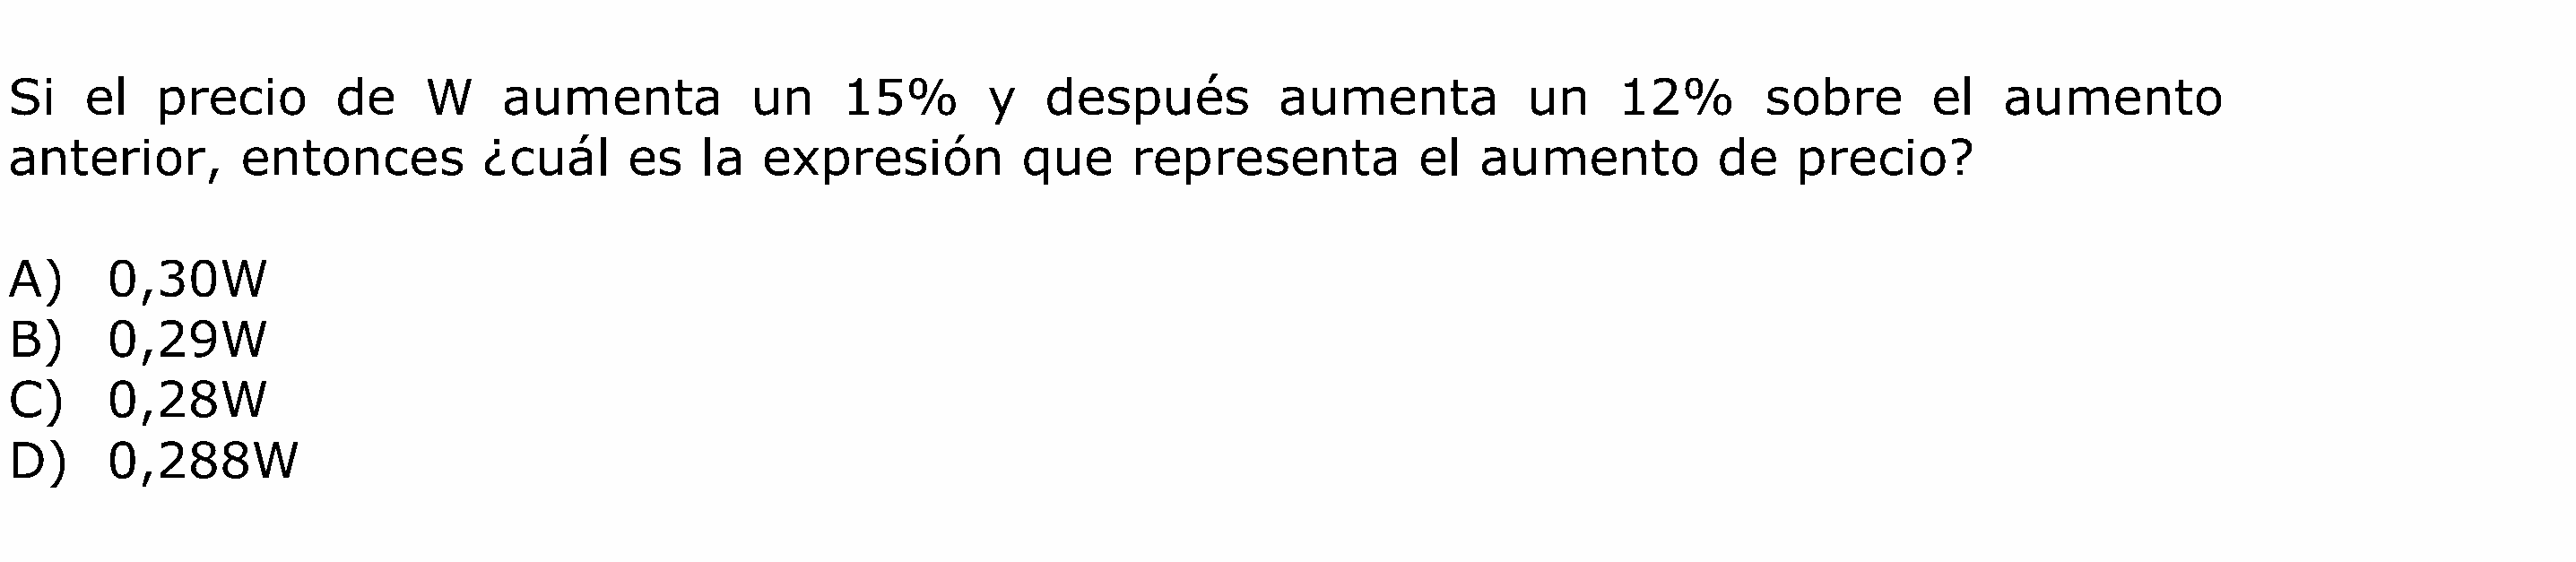 Si el precio de W aumenta un 15% y después aumenta un 12% sobre el aumento
anterior, entonces ¿cuál es la expresión que representa el aumento de precio?
A) 0,30W
B) 0,29W
C) 0,28W
D) 0,288W